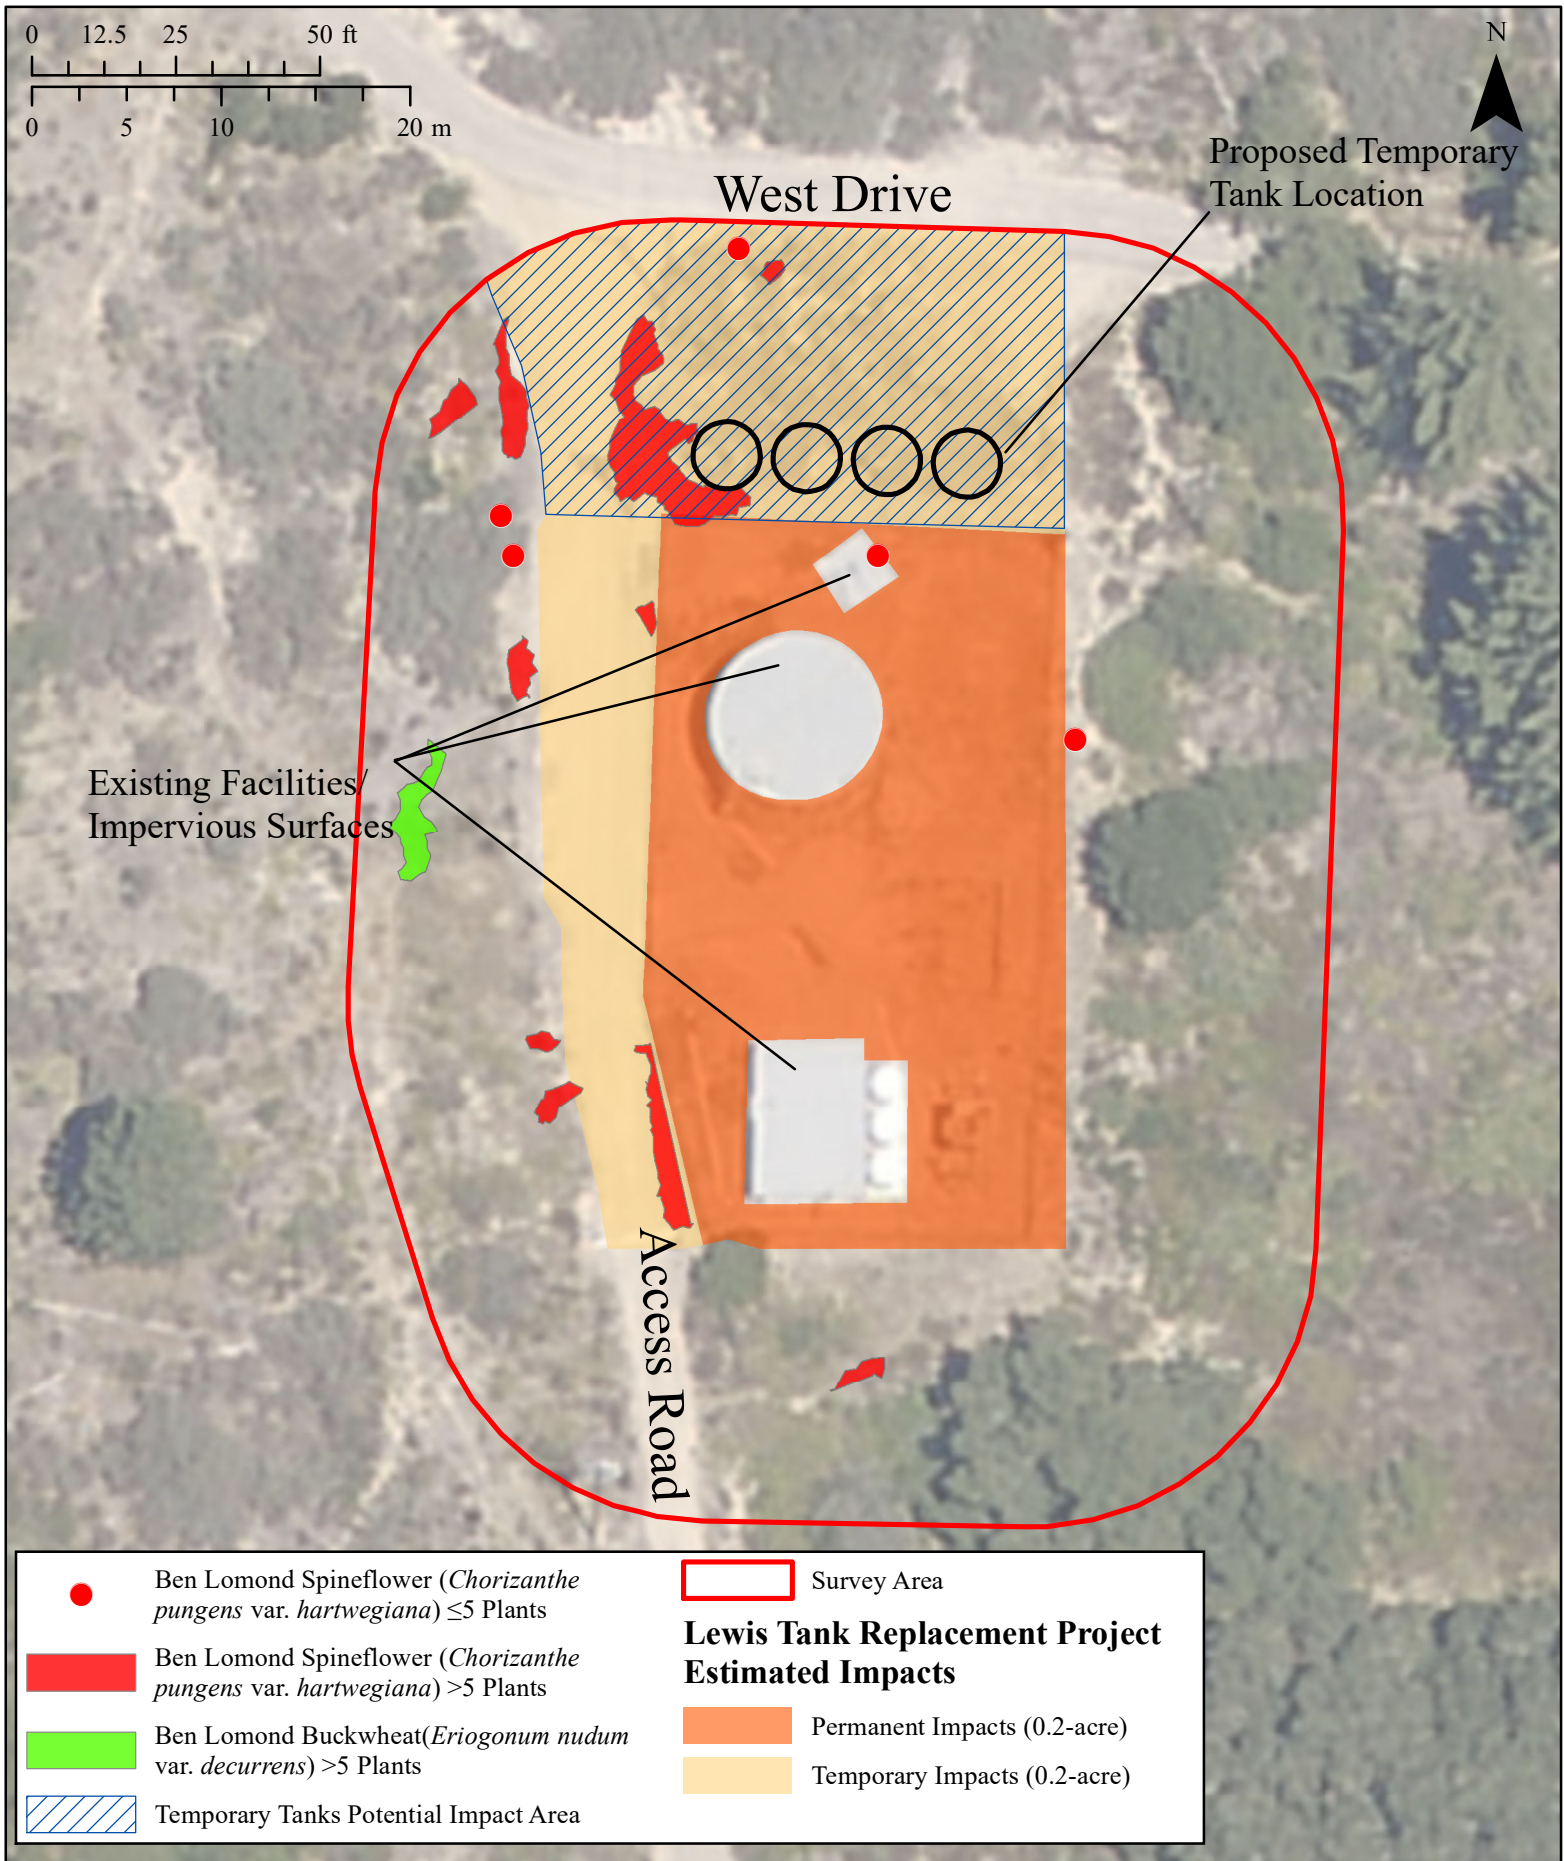 0 12.5 25 50 ft
0 5 10 20 m
N
Proposed Temporary
Tank Location
West Drive
Existing Facilities/
Impervious Surfaces
Access Road
Ben Lomond Spineflower (Chorizanthe
pungens var. hartwegiana) ≤5 Plants
Ben Lomond Spineflower (Chorizanthe
pungens var. hartwegiana) >5 Plants
Ben Lomond Buckwheat(Eriogonum nudum
var. decurrens) >5 Plants
Temporary Tanks Potential Impact Area
Survey Area
Lewis Tank Replacement Project
Estimated Impacts
Permanent Impacts (0.2-acre)
Temporary Impacts (0.2-acre)